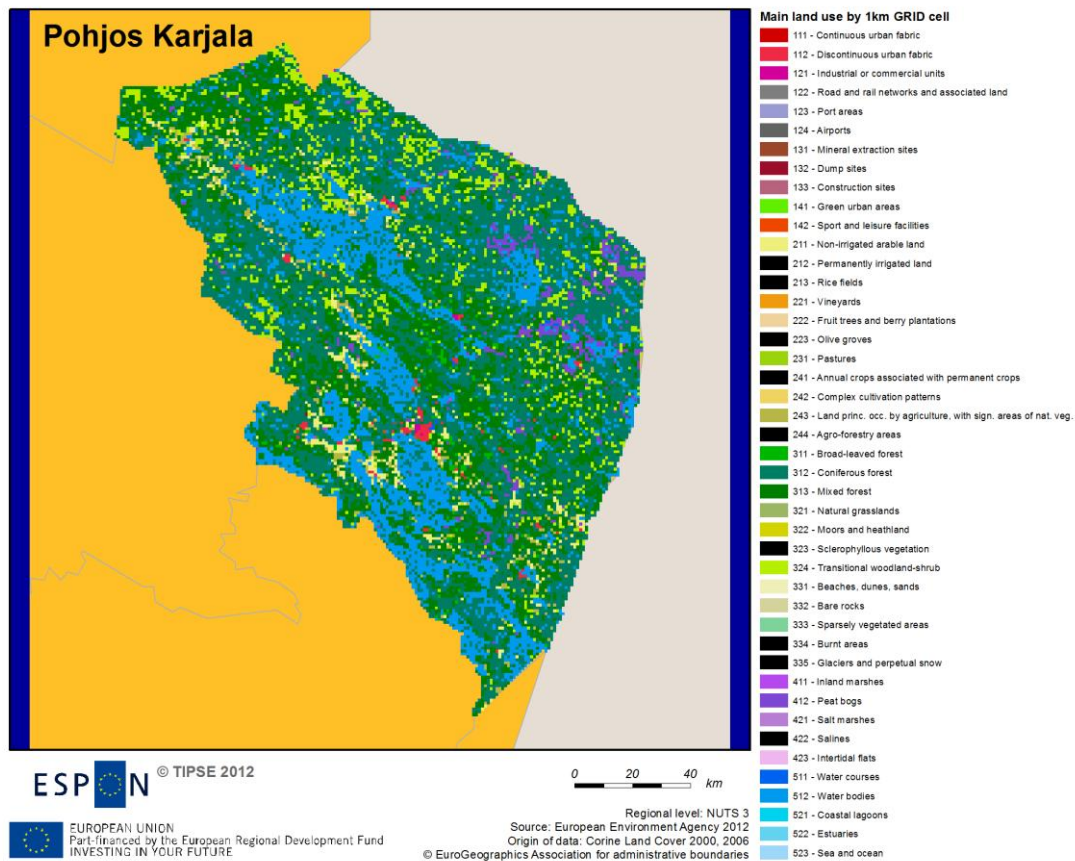 Pohjos Karjala
Main land use by 1km GRID cell
111 - Continuous urban fabric
112 - Discontinuous urban fabric
121 - Industrial or commercial units
122 - Road and rail networks and associated land
123 - Port areas
124 - Airports
131 - Mineral extraction sites
132 - Dump sites
133 - Construction sites
141 - Green urban areas
142 - Sport and leisure facilities
211 - Non-irrigated arable land
212 - Permanently irrigated land
213 - Rice fields
221 - Vineyards
222 - Fruit trees and berry plantations
223 - Olive groves
231 - Pastures
241 - Annual crops associated with permanent crops
242 - Complex cultivation patterns
243 - Land princ. occ. by agriculture, with sign. areas of nat. veg.
244 - Agro-forestry areas
311 - Broad-leaved forest
312 - Coniferous forest
313 - Mixed forest
321 - Natural grasslands
322 - Moors and heathland
323 - Sclerophyllous vegetation
324 - Transitional woodland-shrub
331 - Beaches, dunes, sands
332 - Bare rocks
333 - Sparsely vegetated areas
334 - Burnt areas
335 - Glaciers and perpetual snow
411 - Inland marshes
412 - Peat bogs
421 - Salt marshes
422 - Salines
423 - Intertidal flats
511 - Water courses
512 - Water bodies
521 - Coastal lagoons
522 - Estuaries
523 - Sea and ocean
ESPON © TIPSE 2012
0 20 40 km
EUROPEAN UNION
Part-financed by the European Regional Development Fund
INVESTING IN YOUR FUTURE
Regional level: NUTS 3
Source: European Environment Agency 2012
Origin of data: Corine Land Cover 2000, 2006
© EuroGeographics Association for administrative boundaries